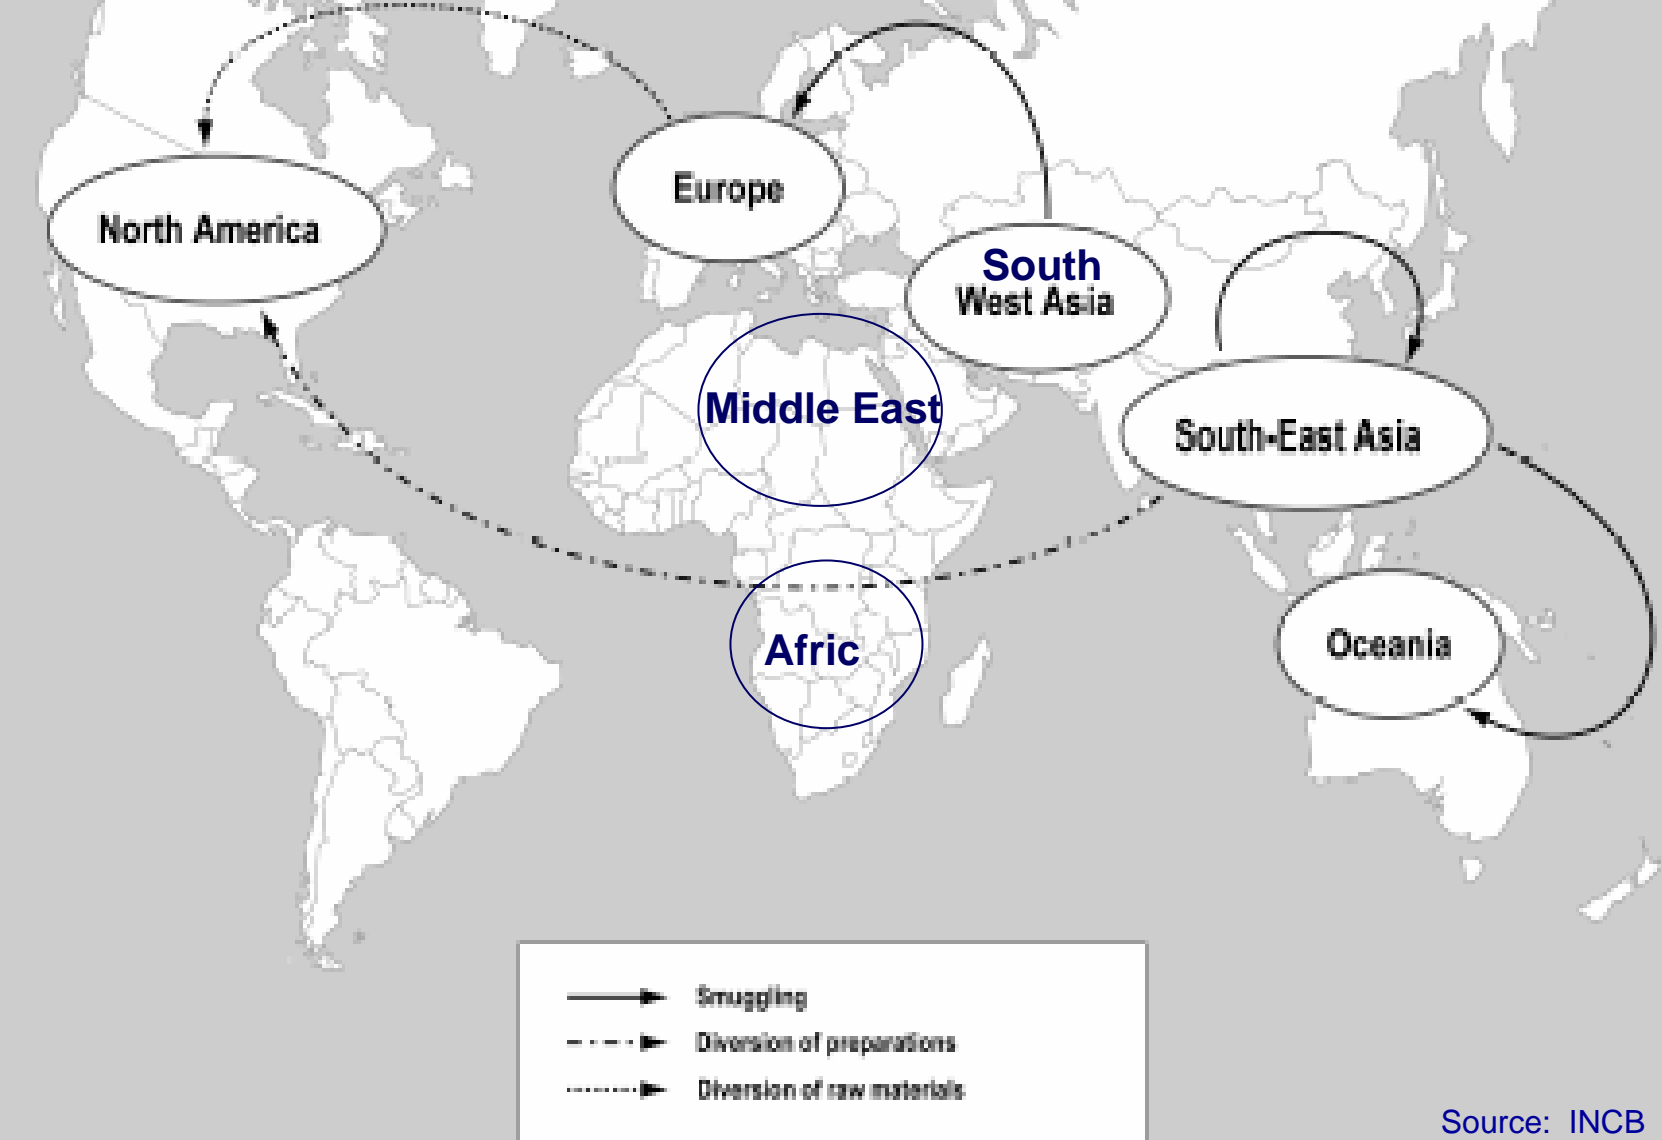 Europe
North America
South
West Asia
Middle East
South-East Asia
Afric
Oceania
Smuggling
Diversion of preparations
Diversion of raw materials
Source: INCB